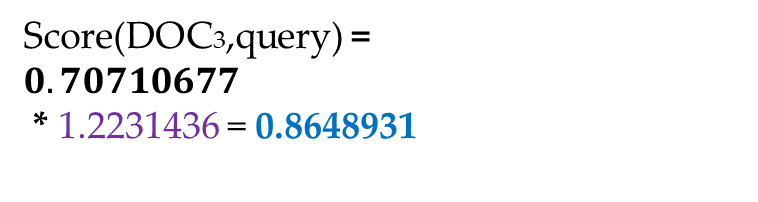 Score(DOC₃,query) =
0.70710677
* 1.2231436 = 0.8648931